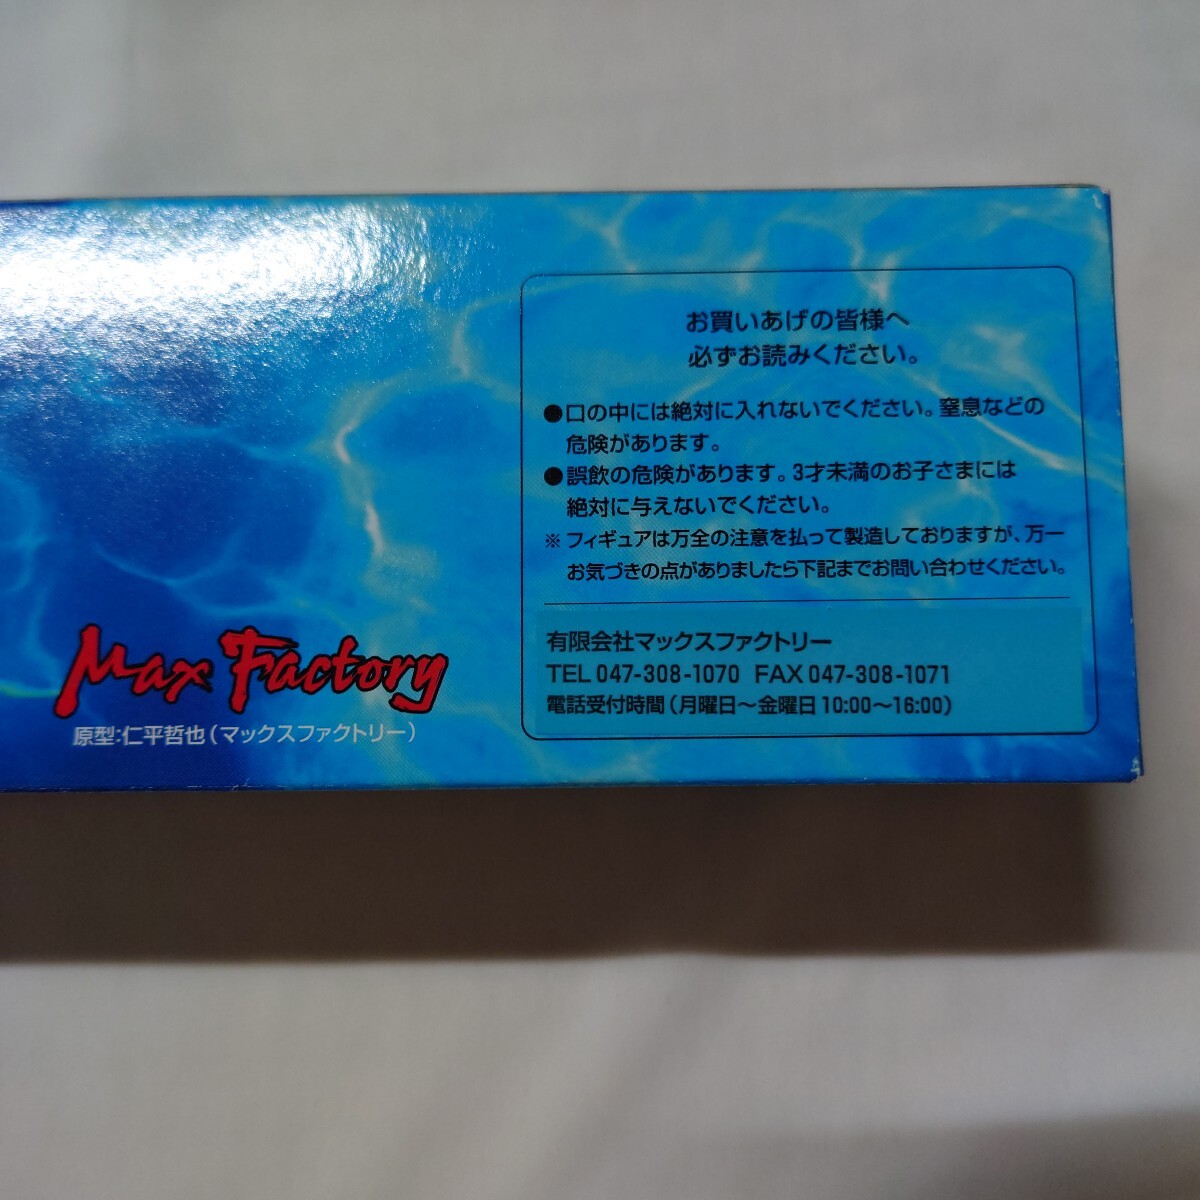 お買いあげの皆様へ
必ずお読みください。
●口の中には絶対に入れないでください。窒息などの
危険があります。
●誤飲の危険があります。3才未満のお子さまには
絶対に与えないでください。
※ フィギュアは万全の注意を払って製造しておりますが、万一
お気づきの点がありましたら下記までお問い合わせください。
有限会社マックスファクトリー
TEL 047-308-1070 FAX 047-308-1071
電話受付時間（月曜日〜金曜日10:00〜16:00）
Max Factory
原型:仁平哲也（マックスファクトリー）